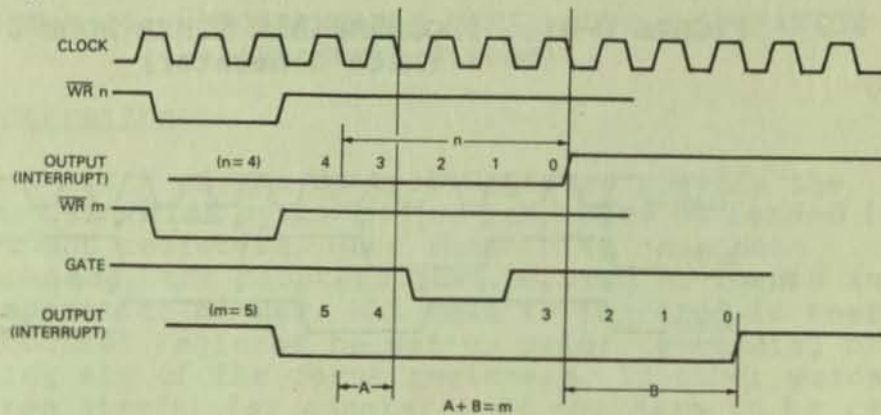 CLOCK
WR n
n
OUTPUT
(INTERRUPT)
(n=4) 4 3 2 1 0
WR m
GATE
OUTPUT
(INTERRUPT)
(m=5) 5 4 3 2 1 0
A B
A + B = m